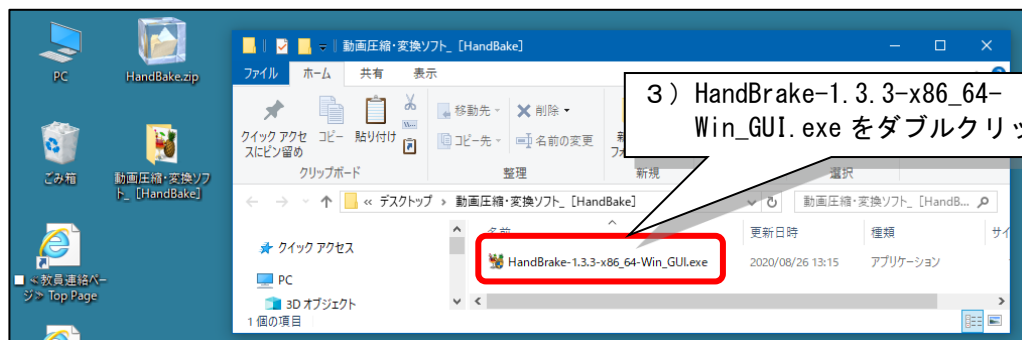 PC
HandBake.zip
ごみ箱
動画圧縮・変換ソフ
ト_［HandBake］
■ ≪教員連絡ペー
ジ≫ Top Page
動画圧縮・変換ソフト_［HandBake］
ファイル ホーム 共有 表示
クイック アクセ
スにピン留め
コピー
貼り付け
移動先
コピー先
削除
名前の変更
クリップボード
整理
新規
選択
3） HandBrake-1.3.3-x86_64-
Win_GUI.exe をダブルクリッ
« デスクトップ › 動画圧縮・変換ソフト_［HandBake］
動画圧縮・変換ソフト_［HandB...
更新日時
種類
サイ
クイック アクセス
PC
3D オブジェクト
HandBrake-1.3.3-x86_64-Win_GUI.exe
2020/08/26 13:15
アプリケーション
1 個の項目